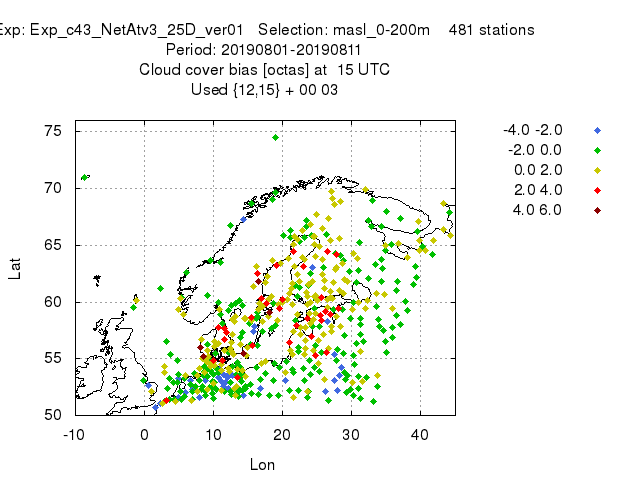 Exp: Exp_c43_NetAtv3_25D_ver01 Selection: masl_0-200m 481 stations
Period: 20190801-20190811
Cloud cover bias [octas] at 15 UTC
Used {12,15} + 00 03
-4.0 -2.0
-2.0 0.0
0.0 2.0
2.0 4.0
4.0 6.0
75
70
65
60
55
50
Lat
-10 0 10 20 30 40
Lon